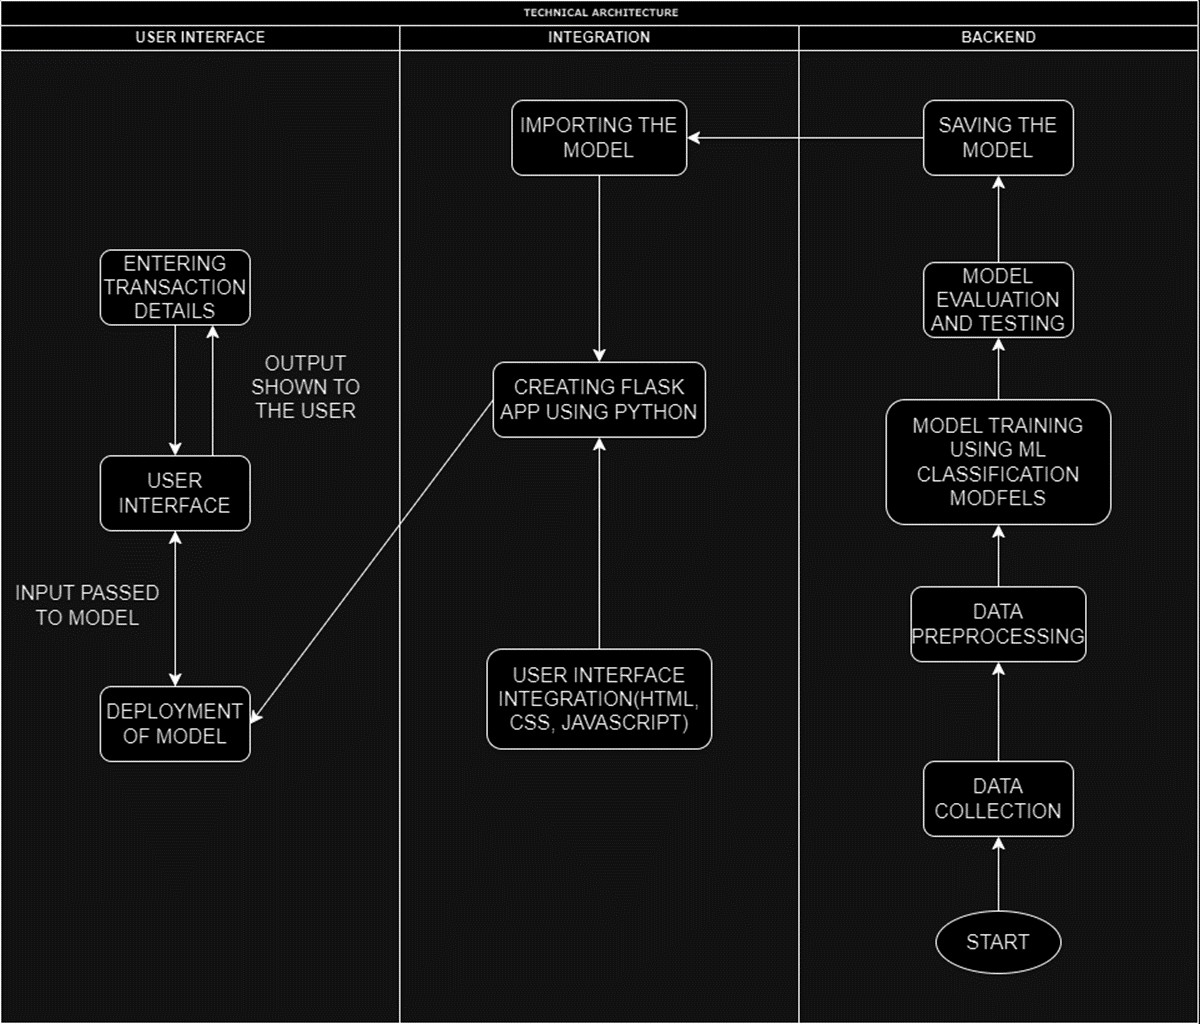 TECHNICAL ARCHITECTURE
USER INTERFACE
INTEGRATION
BACKEND
ENTERING
TRANSACTION
DETAILS
OUTPUT
SHOWN TO
THE USER
USER
INTERFACE
INPUT PASSED
TO MODEL
DEPLOYMENT
OF MODEL
IMPORTING THE
MODEL
CREATING FLASK
APP USING PYTHON
USER INTERFACE
INTEGRATION(HTML,
CSS, JAVASCRIPT)
SAVING THE
MODEL
MODEL
EVALUATION
AND TESTING
MODEL TRAINING
USING ML
CLASSIFICATION
MODFELS
DATA
PREPROCESSING
DATA
COLLECTION
START